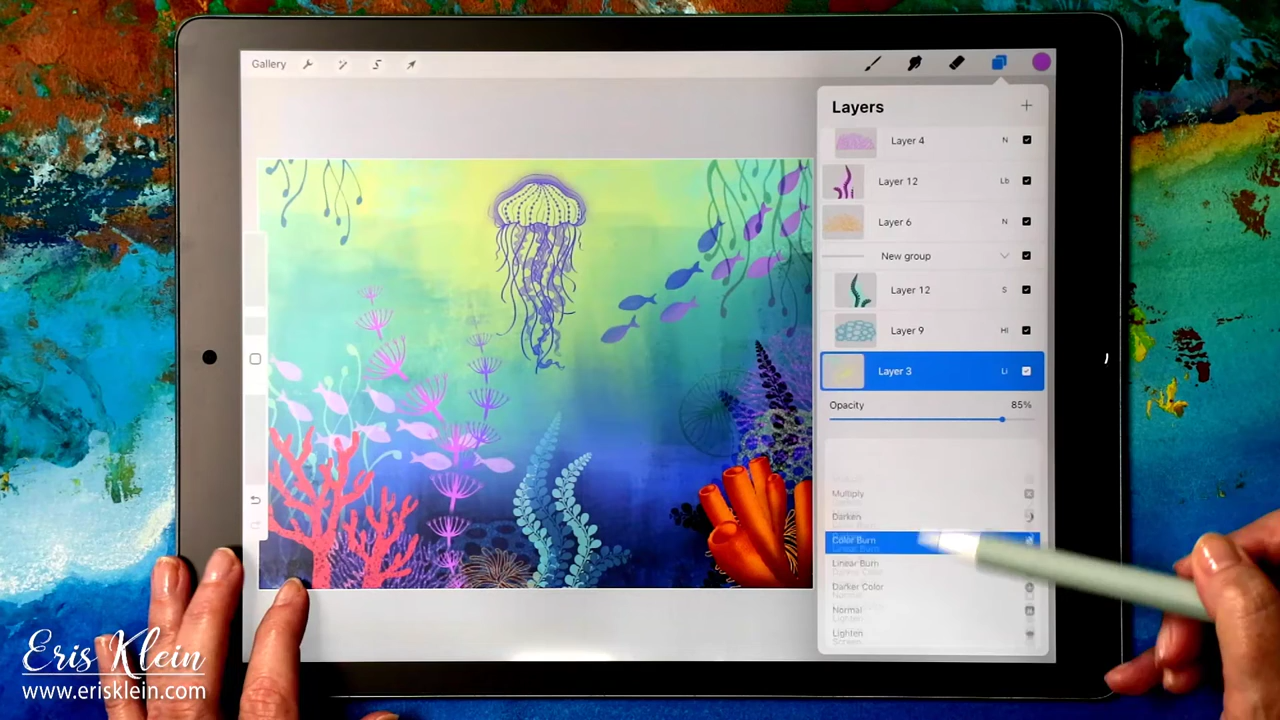 Gallery
Layers
Layer 4 N
Layer 12 Lb
Layer 6 N
New group
Layer 12 S
Layer 9 Hl
Layer 3 Li
Opacity 85%
Multiply
Darken
Color Burn
Linear Burn
Darker Color
Normal
Lighten
Eris Klein
www.erisklein.com